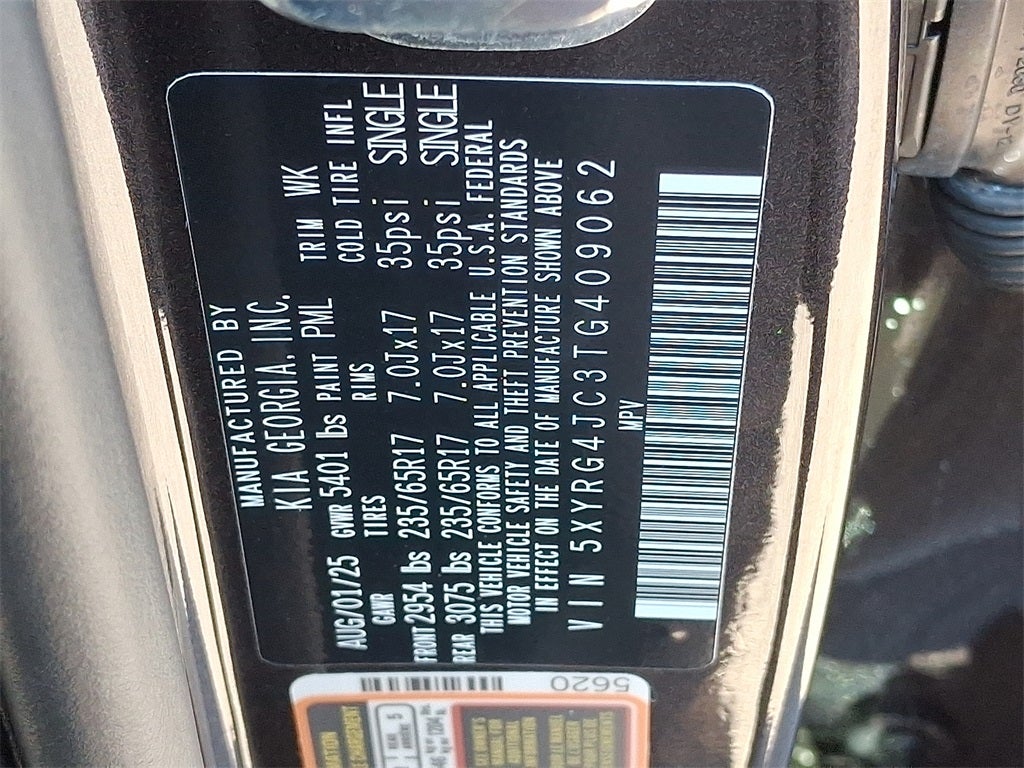 MANUFACTURED BY
KIA GEORGIA, INC.
AUG/01/25 GVWR 5401 lbs PAINT PML TRIM WK
GAWR TIRES RIMS COLD TIRE INFL
FRONT 2954 lbs 235/65R17 7.0Jx17 35psi SINGLE
REAR 3075 lbs 235/65R17 7.0Jx17 35psi SINGLE
THIS VEHICLE CONFORMS TO ALL APPLICABLE U.S.A. FEDERAL
MOTOR VEHICLE SAFETY AND THEFT PREVENTION STANDARDS
IN EFFECT ON THE DATE OF MANUFACTURE SHOWN ABOVE
VIN 5XYRG4JC3TG409062
MPV
5620
REAR
5